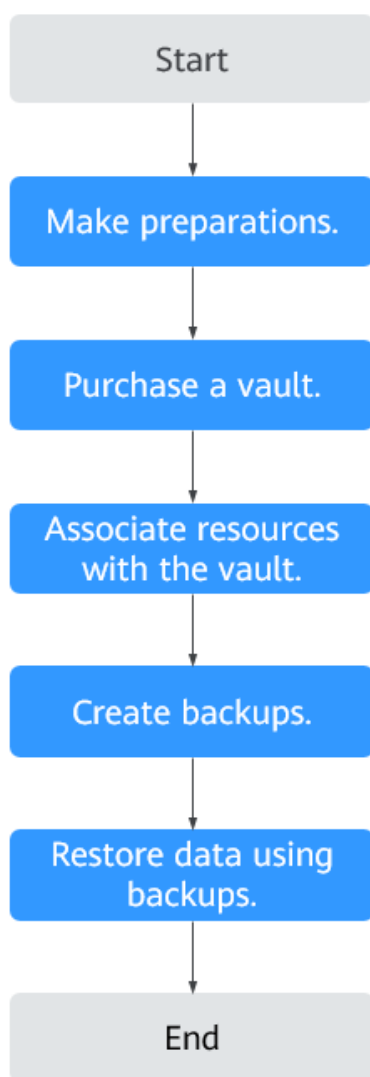 Start
Make preparations.
Purchase a vault.
Associate resources
with the vault.
Create backups.
Restore data using
backups.
End